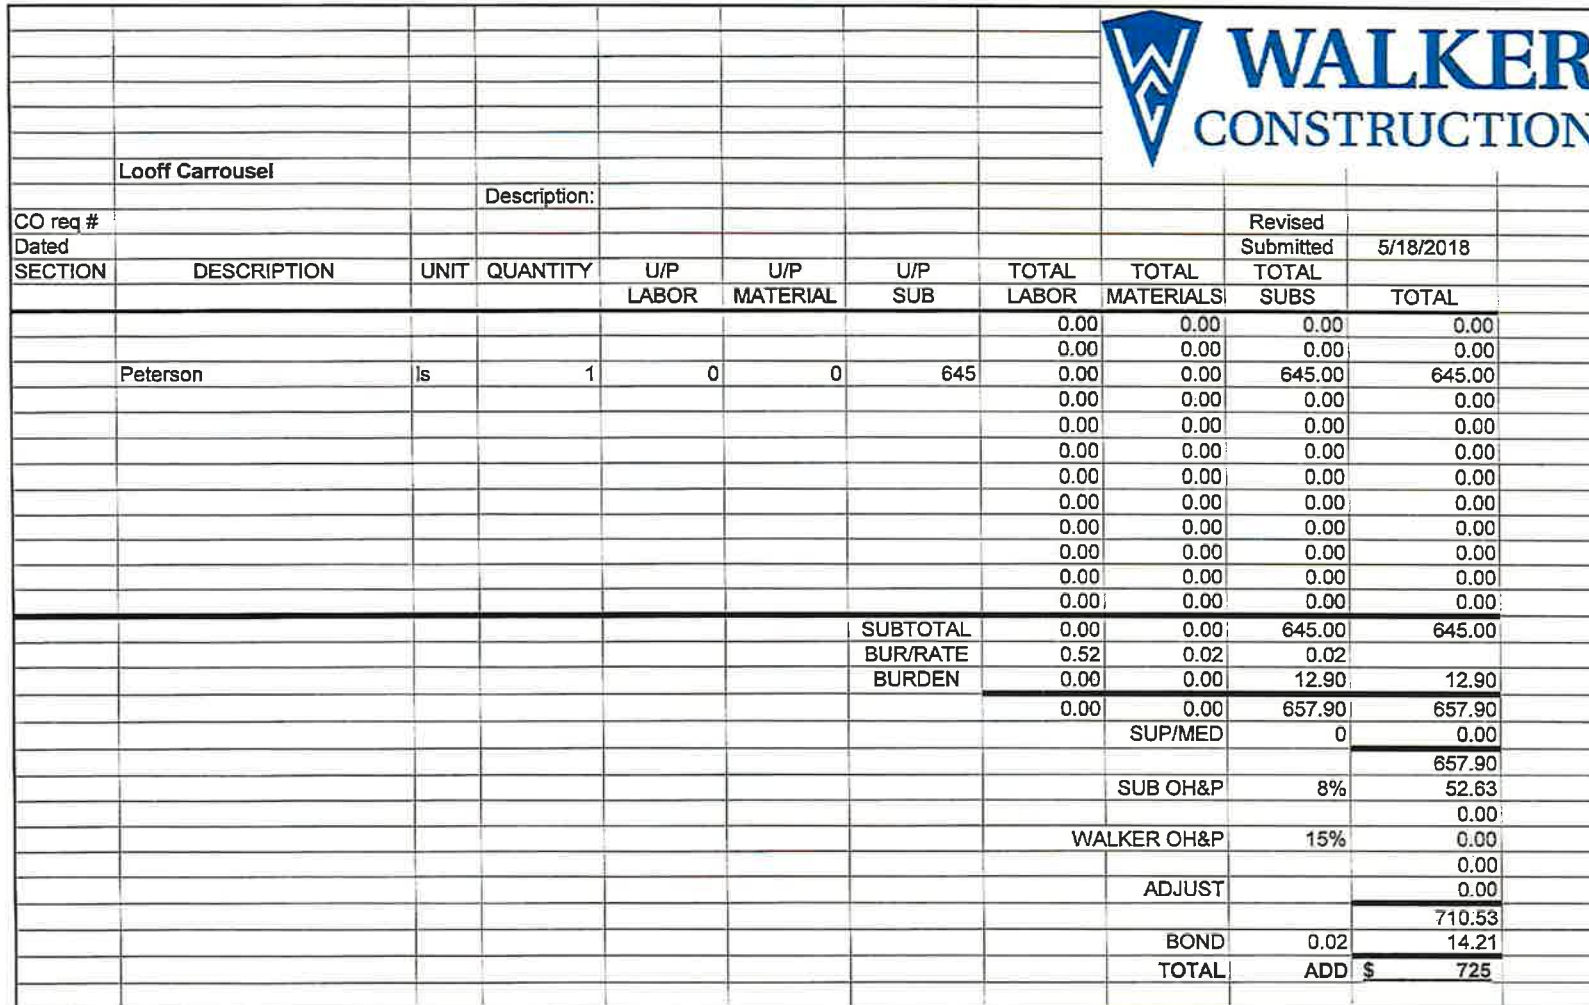 WALKER
CONSTRUCTION
Looff Carrousel
Description:
CO req # Revised
Dated Submitted 5/18/2018
SECTION DESCRIPTION UNIT QUANTITY U/P U/P U/P TOTAL TOTAL TOTAL
LABOR MATERIAL SUB LABOR MATERIALS SUBS TOTAL
0.00 0.00 0.00 0.00
0.00 0.00 0.00 0.00
Peterson ls 1 0 0 645 0.00 0.00 645.00 645.00
0.00 0.00 0.00 0.00
0.00 0.00 0.00 0.00
0.00 0.00 0.00 0.00
0.00 0.00 0.00 0.00
0.00 0.00 0.00 0.00
0.00 0.00 0.00 0.00
0.00 0.00 0.00 0.00
0.00 0.00 0.00 0.00
0.00 0.00 0.00 0.00
SUBTOTAL 0.00 0.00 645.00 645.00
BUR/RATE 0.52 0.02 0.02
BURDEN 0.00 0.00 12.90 12.90
0.00 0.00 657.90 657.90
SUP/MED 0 0.00
657.90
SUB OH&P 8% 52.63
0.00
WALKER OH&P 15% 0.00
0.00
ADJUST 0.00
710.53
BOND 0.02 14.21
TOTAL ADD $ 725